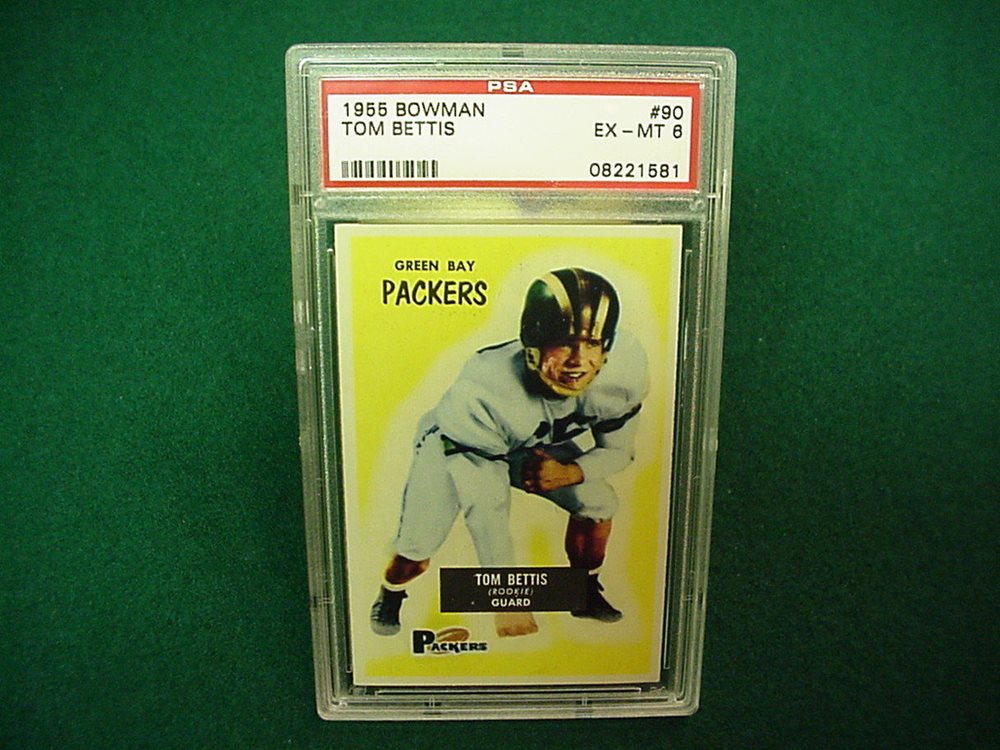 PSA
1955 BOWMAN #90
TOM BETTIS EX - MT 6
08221581
GREEN BAY
PACKERS
TOM BETTIS
(ROOKIE)
GUARD
PACKERS